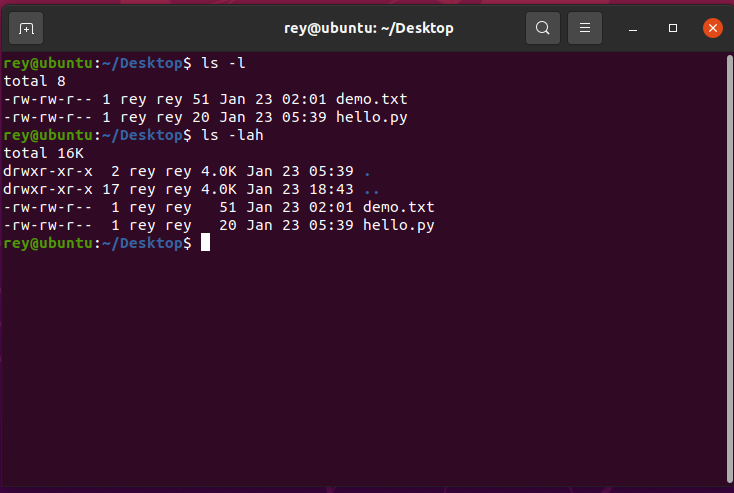 rey@ubuntu: ~/Desktop
rey@ubuntu:~/Desktop$ ls -l
total 8
-rw-rw-r-- 1 rey rey 51 Jan 23 02:01 demo.txt
-rw-rw-r-- 1 rey rey 20 Jan 23 05:39 hello.py
rey@ubuntu:~/Desktop$ ls -lah
total 16K
drwxr-xr-x  2 rey rey 4.0K Jan 23 05:39 .
drwxr-xr-x 17 rey rey 4.0K Jan 23 18:43 ..
-rw-rw-r--  1 rey rey   51 Jan 23 02:01 demo.txt
-rw-rw-r--  1 rey rey   20 Jan 23 05:39 hello.py
rey@ubuntu:~/Desktop$